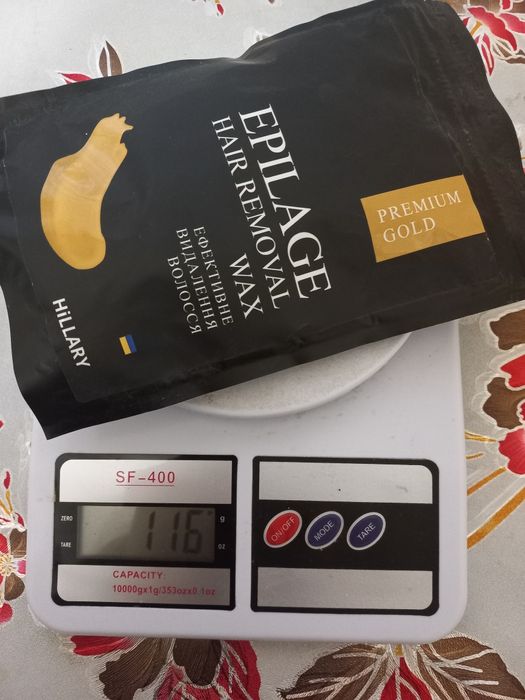 EPILAGE
HAIR REMOVAL
WAX
ЕФЕКТИВНЕ
ВИДАЛЕННЯ
ВОЛОССЯ
PREMIUM
GOLD
HiLLARY
SF-400
ZERO
TARE
116
g
oz
CAPACITY:
10000gx1g/353ozx0.1oz
ON/OFF
MODE
TARE